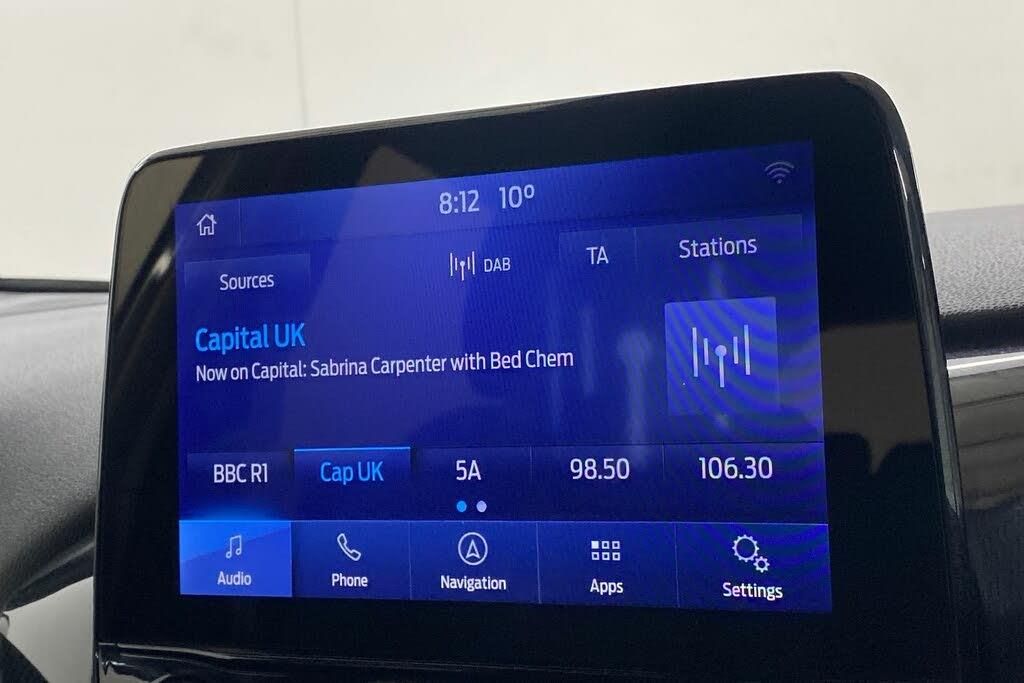 8:12 10º
Sources
DAB
TA
Stations
Capital UK
Now on Capital: Sabrina Carpenter with Bed Chem
BBC R1
Cap UK
5A
98.50
106.30
Audio
Phone
Navigation
Apps
Settings